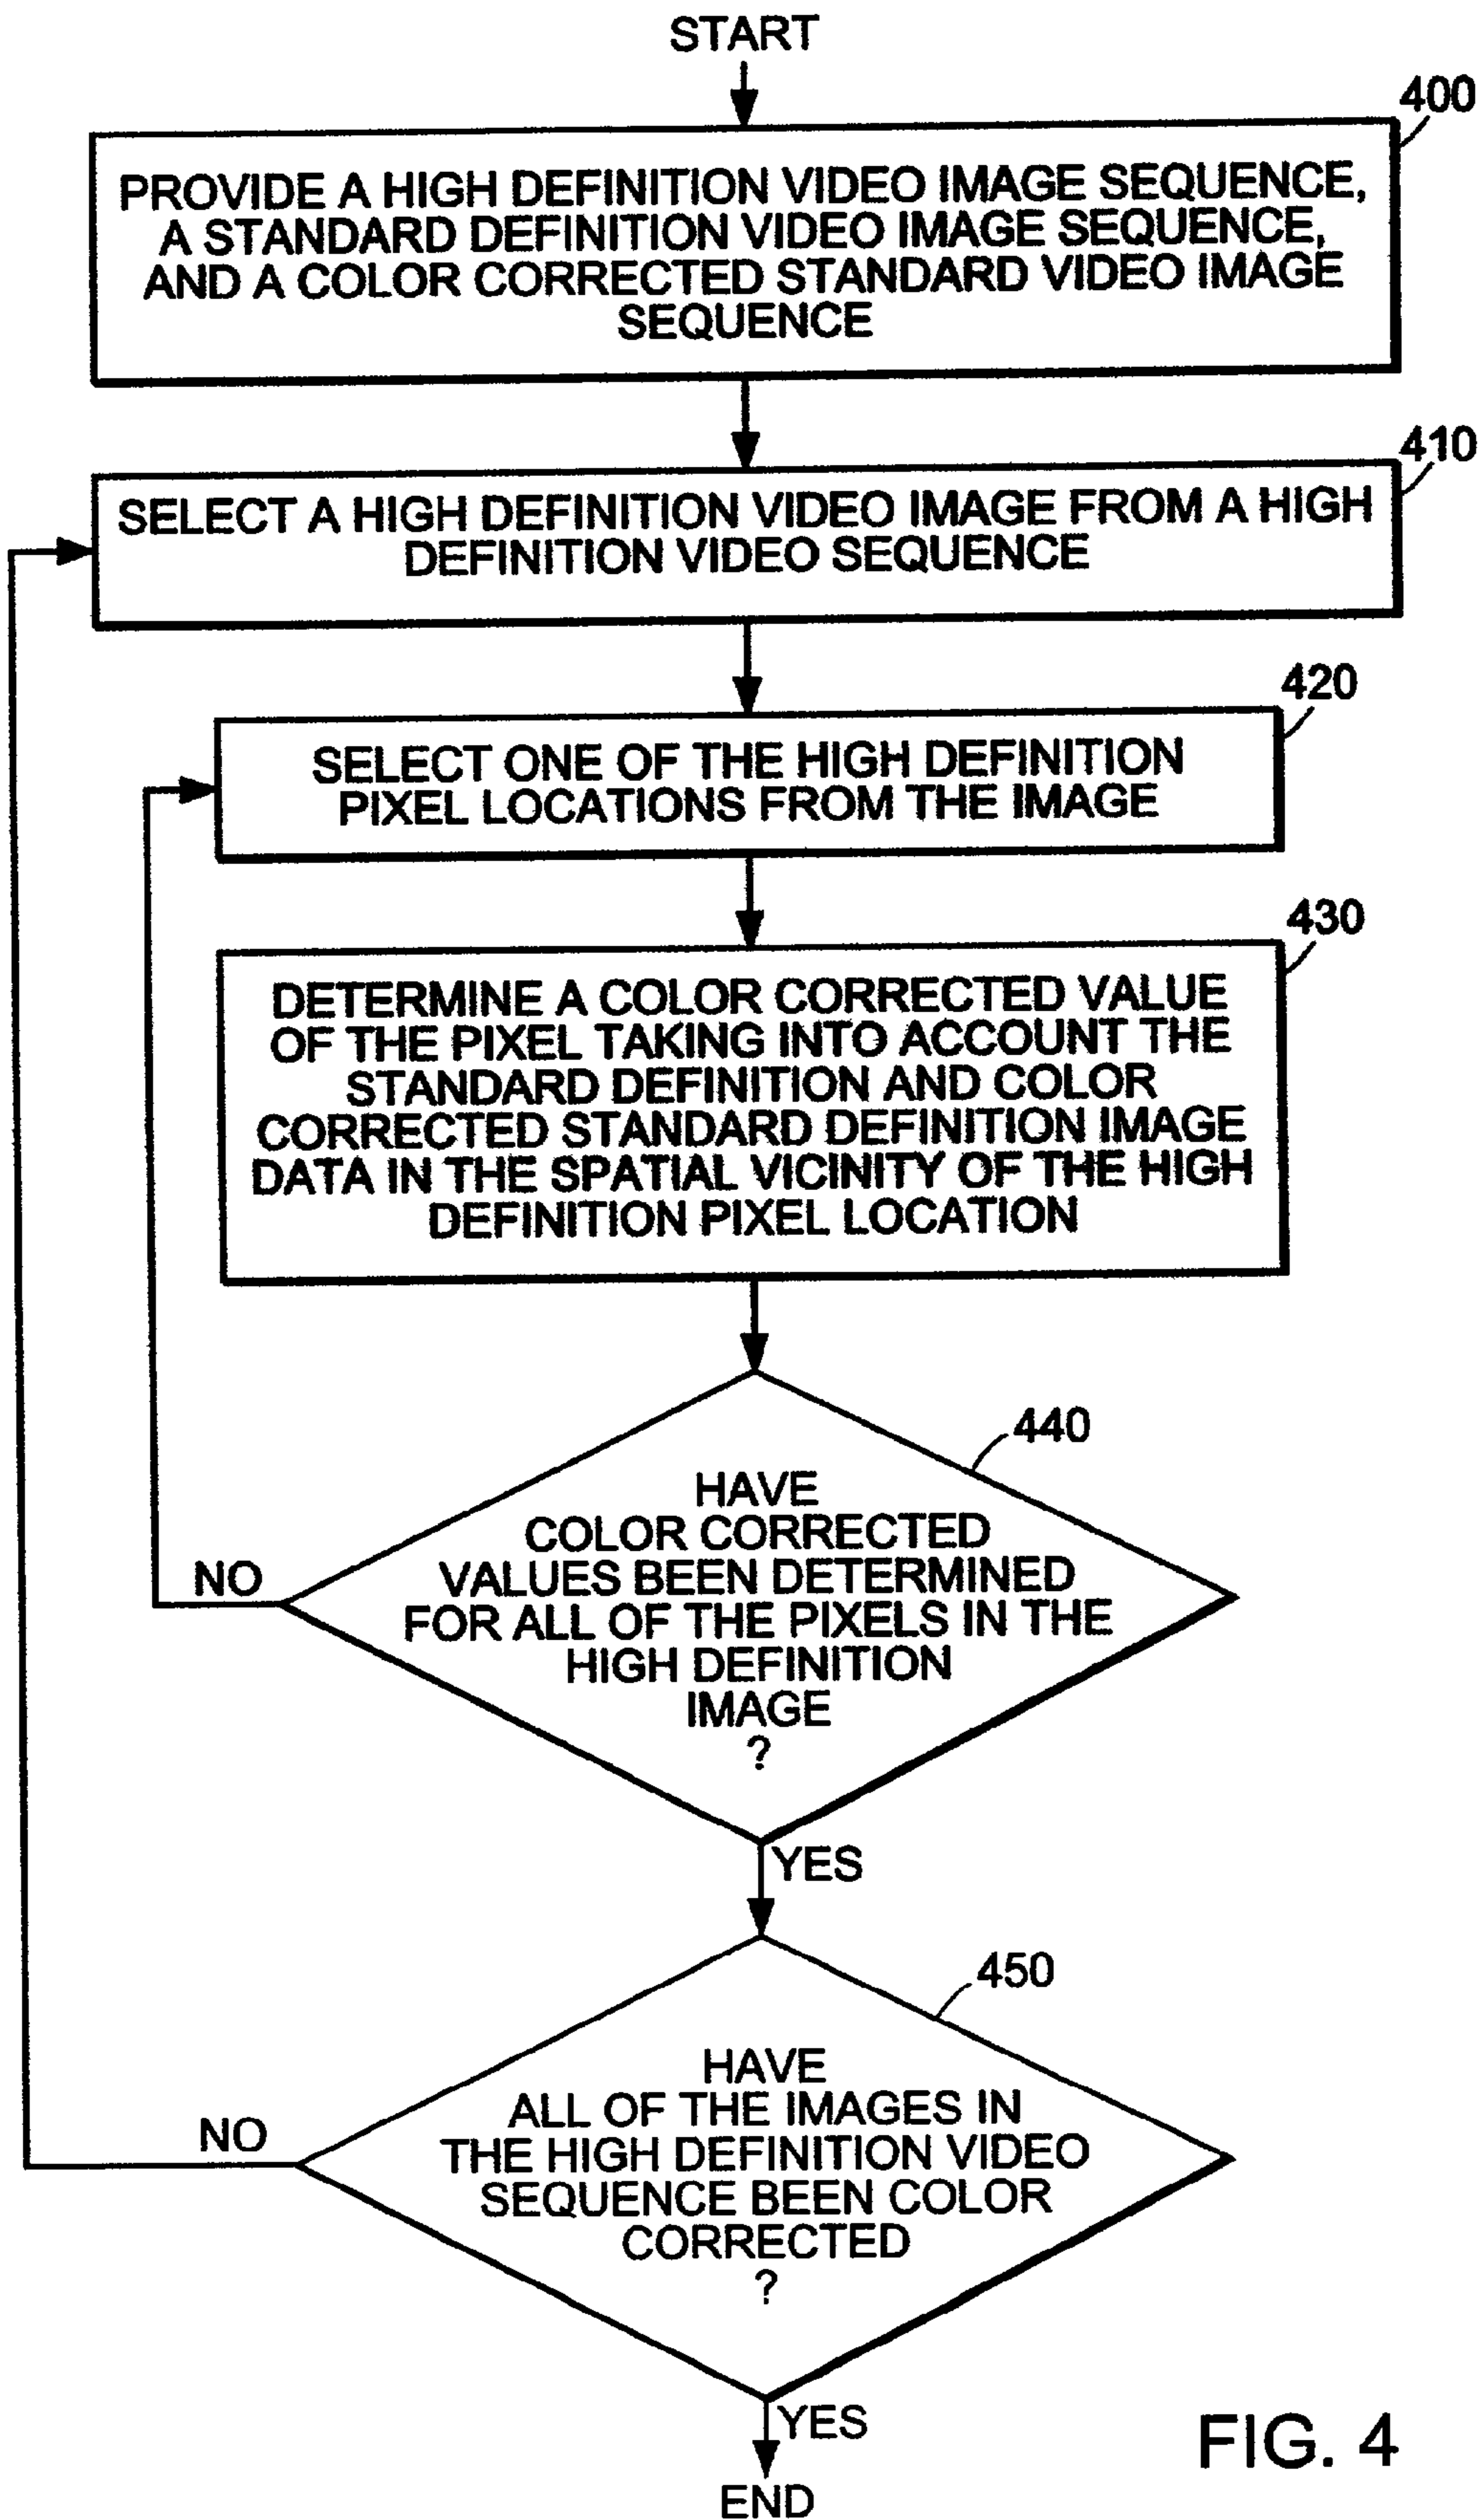 START
400
PROVIDE A HIGH DEFINITION VIDEO IMAGE SEQUENCE,
A STANDARD DEFINITION VIDEO IMAGE SEQUENCE,
AND A COLOR CORRECTED STANDARD VIDEO IMAGE
SEQUENCE
410
SELECT A HIGH DEFINITION VIDEO IMAGE FROM A HIGH
DEFINITION VIDEO SEQUENCE
420
SELECT ONE OF THE HIGH DEFINITION
PIXEL LOCATIONS FROM THE IMAGE
430
DETERMINE A COLOR CORRECTED VALUE
OF THE PIXEL TAKING INTO ACCOUNT THE
STANDARD DEFINITION AND COLOR
CORRECTED STANDARD DEFINITION IMAGE
DATA IN THE SPATIAL VICINITY OF THE HIGH
DEFINITION PIXEL LOCATION
440
HAVE
COLOR CORRECTED
VALUES BEEN DETERMINED
FOR ALL OF THE PIXELS IN THE
HIGH DEFINITION
IMAGE
?
NO
YES
450
HAVE
ALL OF THE IMAGES IN
THE HIGH DEFINITION VIDEO
SEQUENCE BEEN COLOR
CORRECTED
?
NO
YES
END
FIG. 4